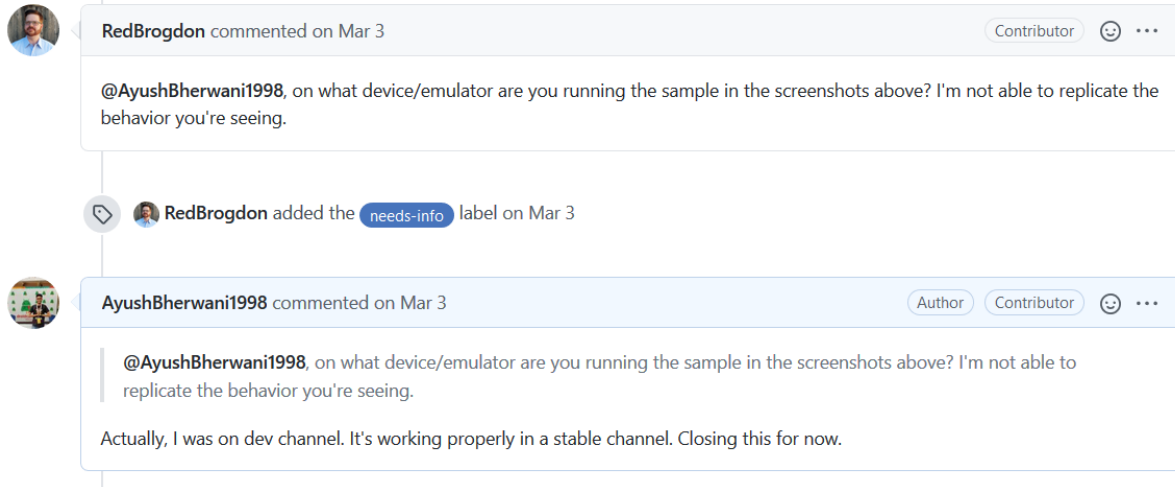 RedBrogdon commented on Mar 3 Contributor
@AyushBherwani1998, on what device/emulator are you running the sample in the screenshots above? I'm not able to replicate the
behavior you're seeing.
RedBrogdon added the needs-info label on Mar 3
AyushBherwani1998 commented on Mar 3 Author Contributor
@AyushBherwani1998, on what device/emulator are you running the sample in the screenshots above? I'm not able to
replicate the behavior you're seeing.
Actually, I was on dev channel. It's working properly in a stable channel. Closing this for now.